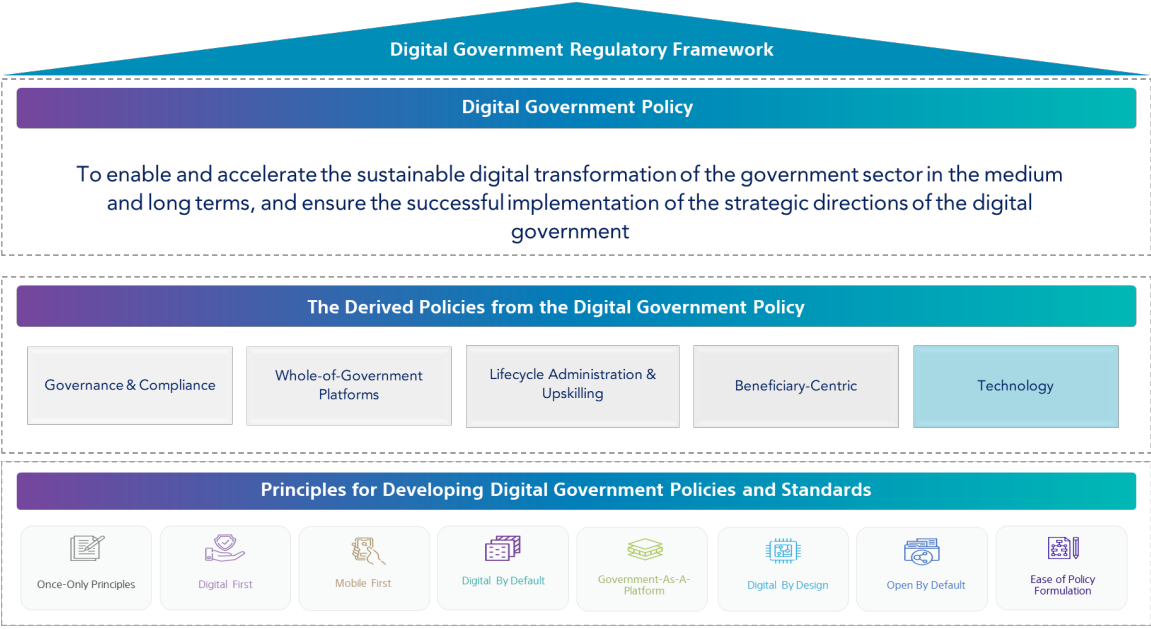 Digital Government Regulatory Framework
Digital Government Policy
To enable and accelerate the sustainable digital transformation of the government sector in the medium
and long terms, and ensure the successful implementation of the strategic directions of the digital
government
The Derived Policies from the Digital Government Policy
Governance & Compliance
Whole-of-Government
Platforms
Lifecycle Administration &
Upskilling
Beneficiary-Centric
Technology
Principles for Developing Digital Government Policies and Standards
Once-Only Principles
Digital First
Mobile First
Digital By Default
Government-As-A-
Platform
Digital By Design
Open By Default
Ease of Policy
Formulation